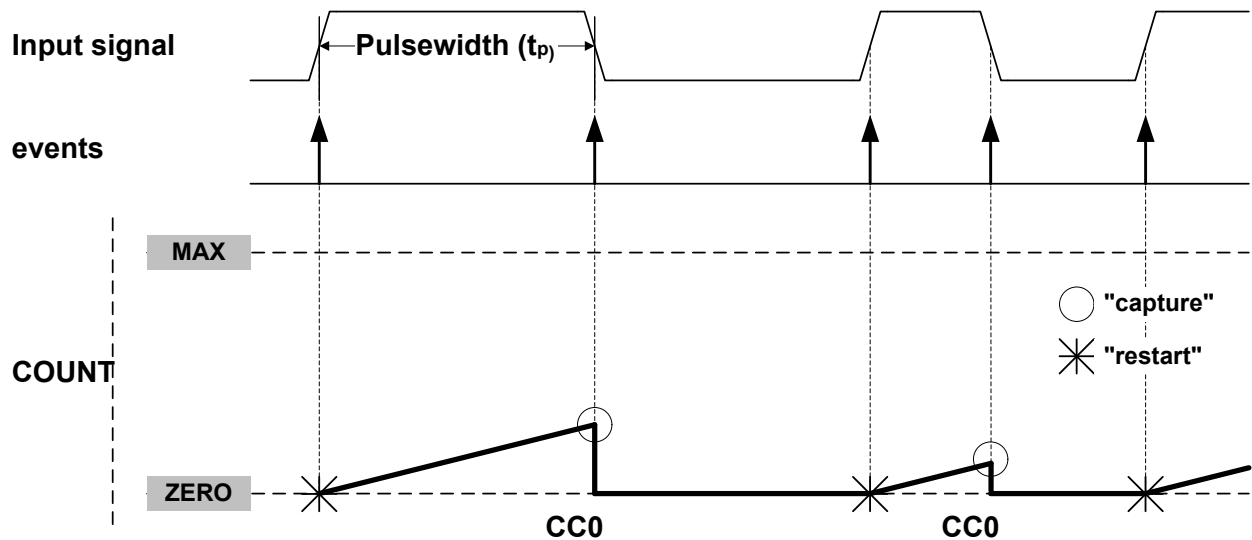 Input signal
Pulsewidth (tp)
events
MAX
"capture"
"restart"
COUNT
ZERO
CC0 CC0